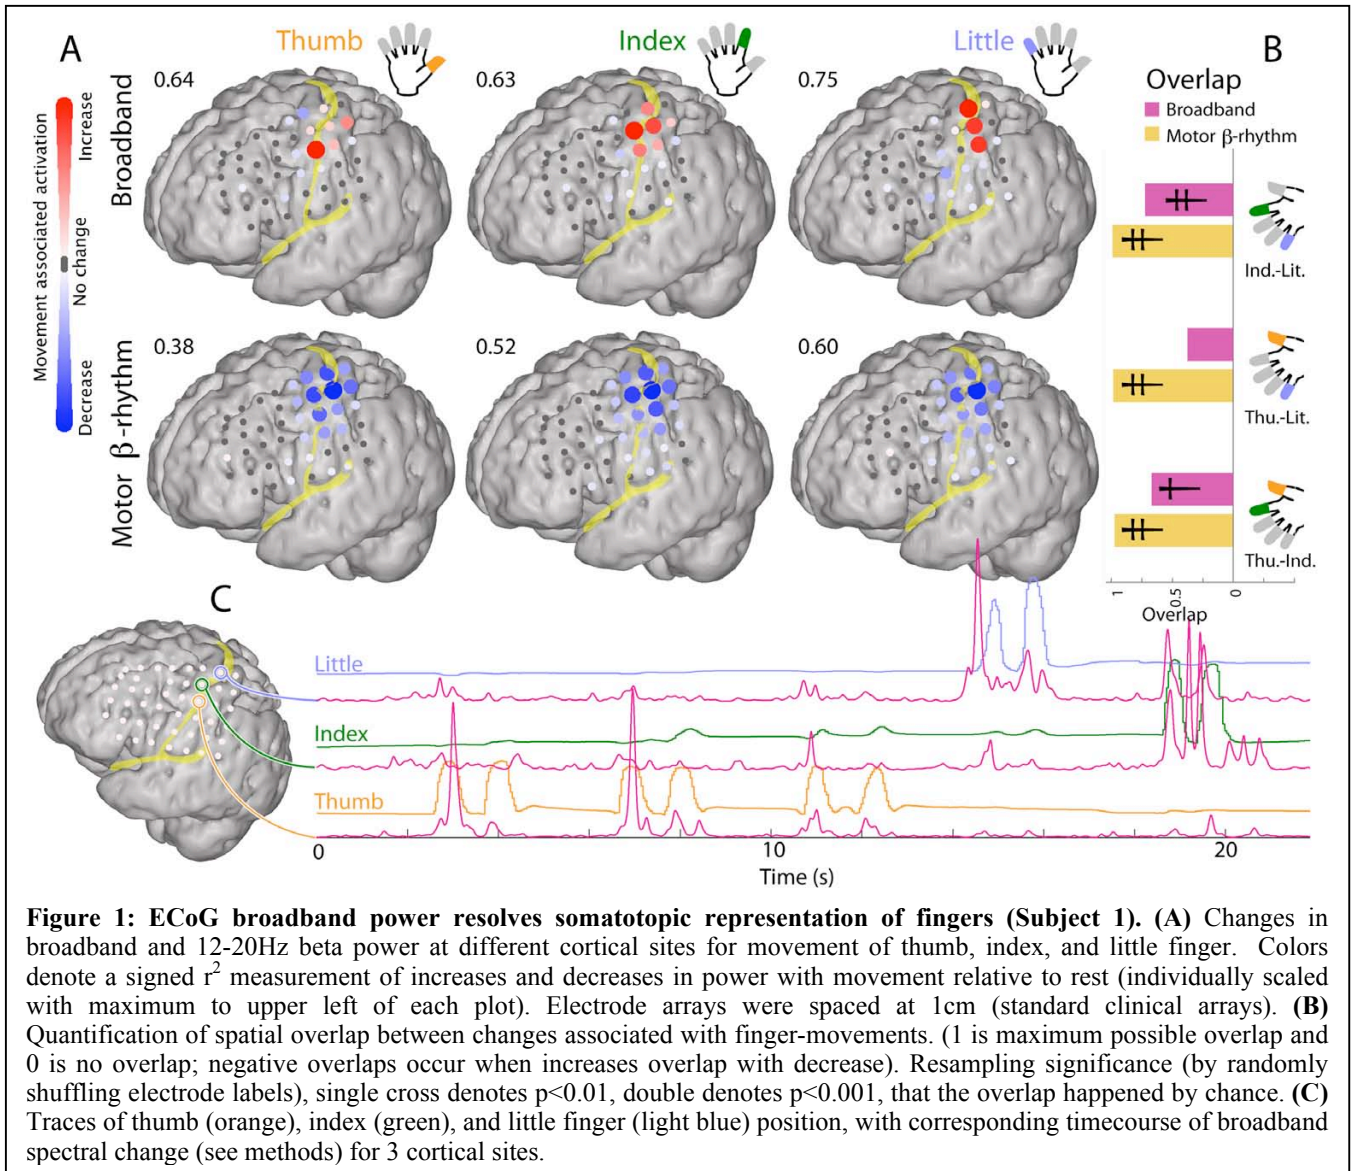 A
Thumb
Index
Little
B
0.64
0.63
0.75
Movement associated activation
Increase
No change
Decrease
Broadband
Overlap
Broadband
Motor β-rhythm
Ind.-Lit.
Motor β-rhythm
0.38
0.52
0.60
Thu.-Lit.
Thu.-Ind.
1
0.5
0
Overlap
C
Little
Index
Thumb
0
10
20
Time (s)
Figure 1: ECoG broadband power resolves somatotopic representation of fingers (Subject 1). (A) Changes in
broadband and 12-20Hz beta power at different cortical sites for movement of thumb, index, and little finger. Colors
denote a signed r² measurement of increases and decreases in power with movement relative to rest (individually scaled
with maximum to upper left of each plot). Electrode arrays were spaced at 1cm (standard clinical arrays). (B)
Quantification of spatial overlap between changes associated with finger-movements. (1 is maximum possible overlap and
0 is no overlap; negative overlaps occur when increases overlap with decrease). Resampling significance (by randomly
shuffling electrode labels), single cross denotes p<0.01, double denotes p<0.001, that the overlap happened by chance. (C)
Traces of thumb (orange), index (green), and little finger (light blue) position, with corresponding timecourse of broadband
spectral change (see methods) for 3 cortical sites.